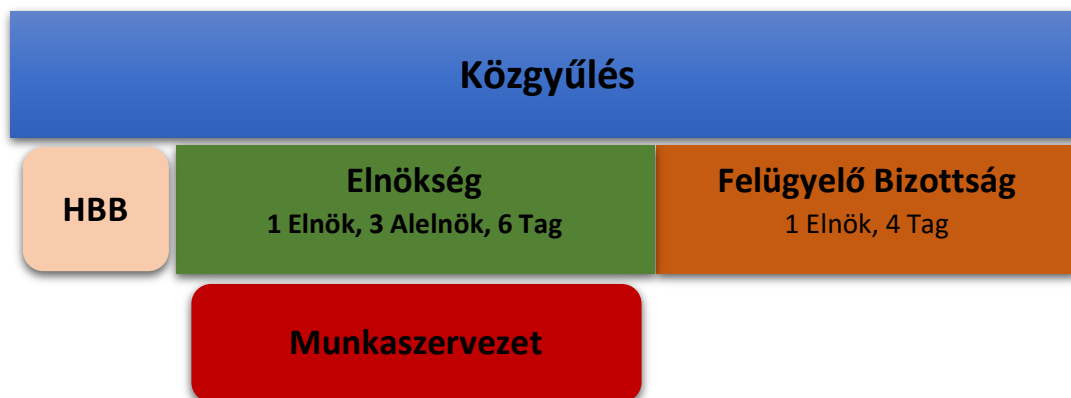 Közgyűlés
HBB
Elnökség
1 Elnök, 3 Alelnök, 6 Tag
Felügyelő Bizottság
1 Elnök, 4 Tag
Munkaszervezet